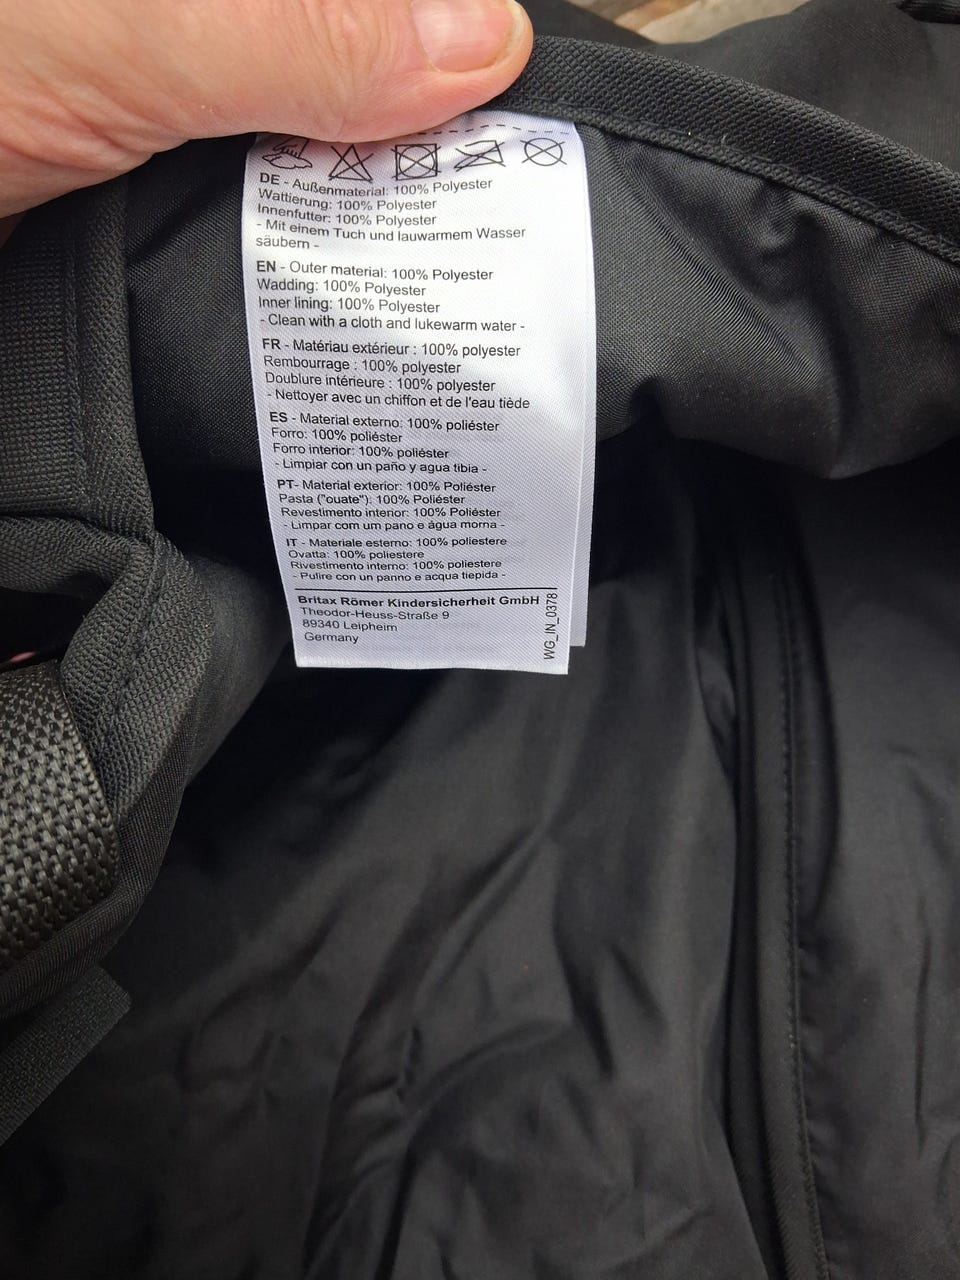 DE - Außenmaterial: 100% Polyester
Wattierung: 100% Polyester
Innenfutter: 100% Polyester
- Mit einem Tuch und lauwarmem Wasser
säubern -
EN - Outer material: 100% Polyester
Wadding: 100% Polyester
Inner lining: 100% Polyester
- Clean with a cloth and lukewarm water -
FR - Matériau extérieur : 100% polyester
Rembourrage : 100% polyester
Doublure intérieure : 100% polyester
- Nettoyer avec un chiffon et de l'eau tiède
ES - Material externo: 100% poliéster
Forro: 100% poliéster
Forro interior: 100% poliéster
- Limpiar con un paño y agua tibia -
PT- Material exterior: 100% Poliéster
Pasta ("ouate"): 100% Poliéster
Revestimento interior: 100% Poliéster
- Limpar com um pano e água morna -
IT - Materiale esterno: 100% poliestere
Ovatta: 100% poliestere
Rivestimento interno: 100% poliestere
- Pulire con un panno e acqua tiepida -
Britax Römer Kindersicherheit GmbH
Theodor-Heuss-Straße 9
89340 Leipheim
Germany
WG_IN_0378